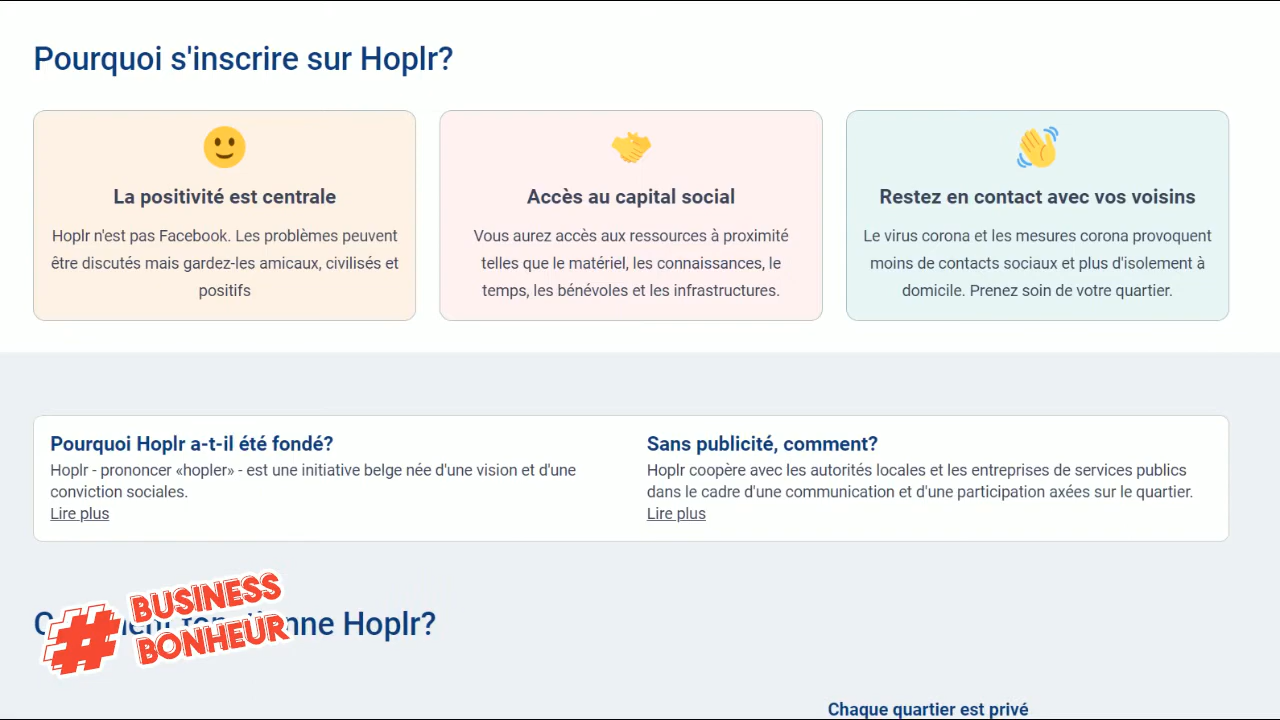 Pourquoi s'inscrire sur Hoplr?
La positivité est centrale
Hoplr n'est pas Facebook. Les problèmes peuvent
être discutés mais gardez-les amicaux, civilisés et
positifs
Accès au capital social
Vous aurez accès aux ressources à proximité
telles que le matériel, les connaissances, le
temps, les bénévoles et les infrastructures.
Restez en contact avec vos voisins
Le virus corona et les mesures corona provoquent
moins de contacts sociaux et plus d'isolement à
domicile. Prenez soin de votre quartier.
Pourquoi Hoplr a-t-il été fondé?
Hoplr - prononcer «hopler» - est une initiative belge née d'une vision et d'une
conviction sociales.
Lire plus
Sans publicité, comment?
Hoplr coopère avec les autorités locales et les entreprises de services publics
dans le cadre d'une communication et d'une participation axées sur le quartier.
Lire plus
Hoplr?
# BUSINESS
BONHEUR
Chaque quartier est privé